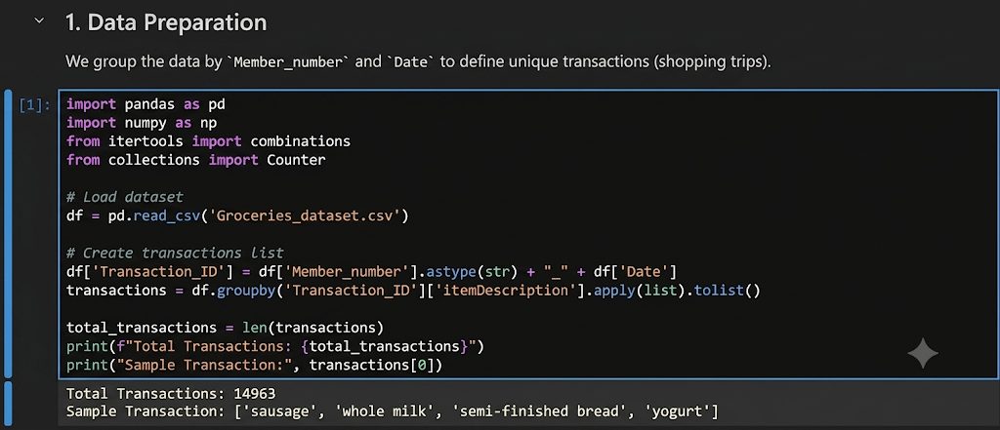 1. Data Preparation
We group the data by `Member_number` and `Date` to define unique transactions (shopping trips).
[1]:
import pandas as pd
import numpy as np
from itertools import combinations
from collections import Counter
# Load dataset
df = pd.read_csv('Groceries_dataset.csv')
# Create transactions list
df['Transaction_ID'] = df['Member_number'].astype(str) + "_" + df['Date']
transactions = df.groupby('Transaction_ID')['itemDescription'].apply(list).tolist()
total_transactions = len(transactions)
print(f"Total Transactions: {total_transactions}")
print("Sample Transaction:", transactions[0])
Total Transactions: 14963
Sample Transaction: ['sausage', 'whole milk', 'semi-finished bread', 'yogurt']